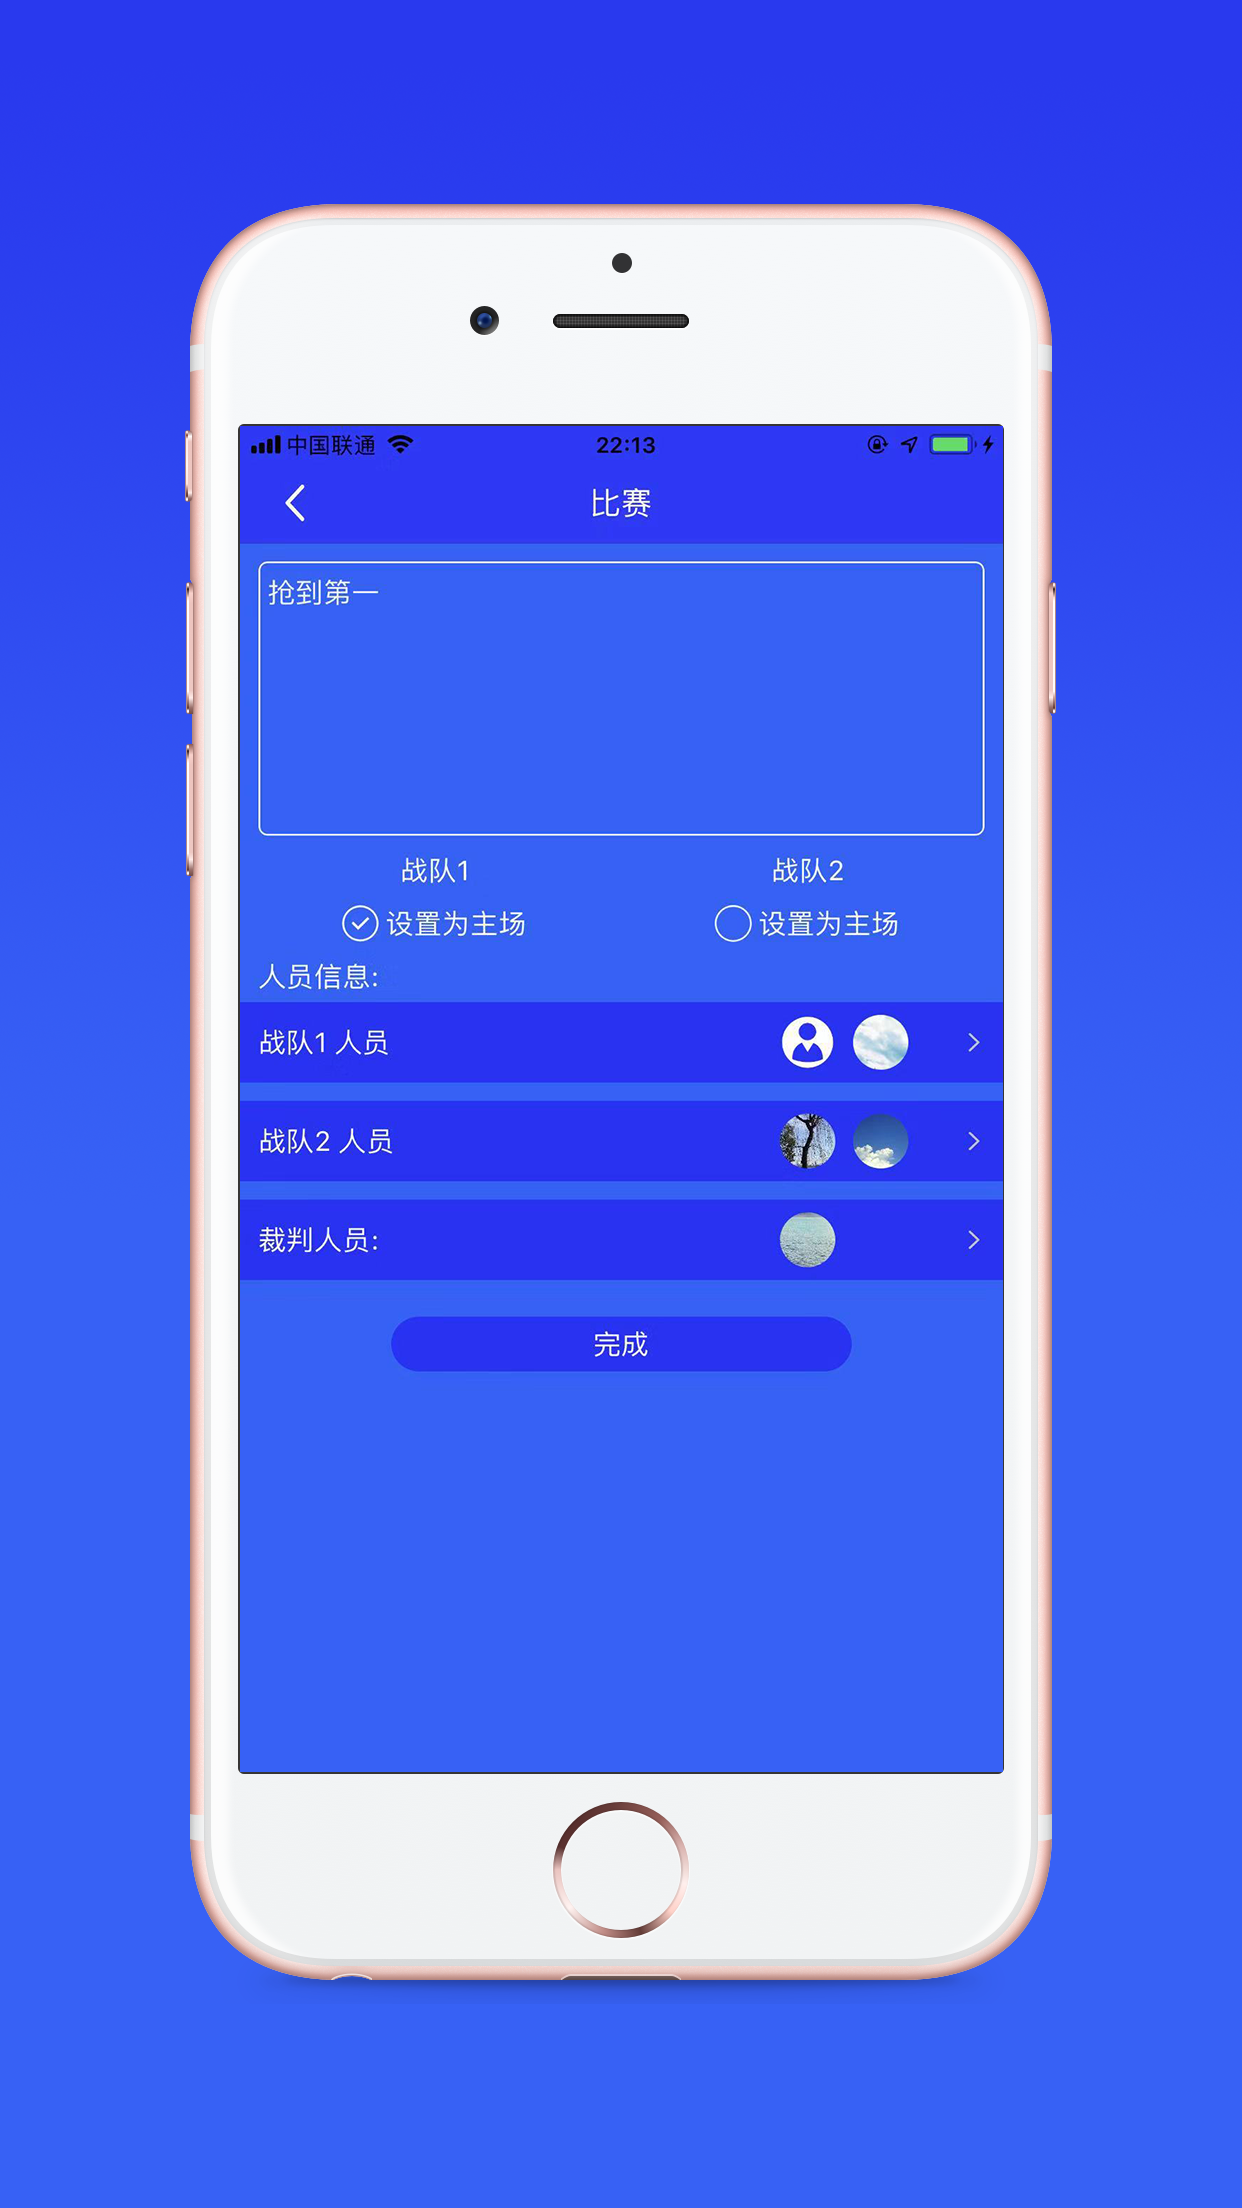 中国联通 22:13
比赛
抢到第一
战队1 战队2
设置为主场 设置为主场
人员信息:
战队1 人员
战队2 人员
裁判人员:
完成